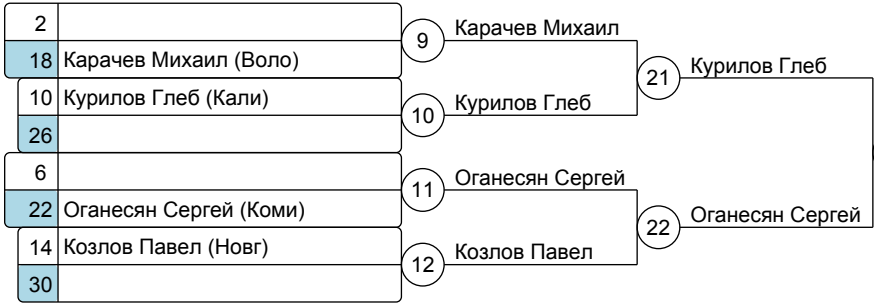 2
18 Карачев Михаил (Воло)
9 Карачев Михаил
10 Курилов Глеб (Кали)
26
10 Курилов Глеб
21 Курилов Глеб
6
22 Оганесян Сергей (Коми)
11 Оганесян Сергей
14 Козлов Павел (Новг)
30
12 Козлов Павел
22 Оганесян Сергей